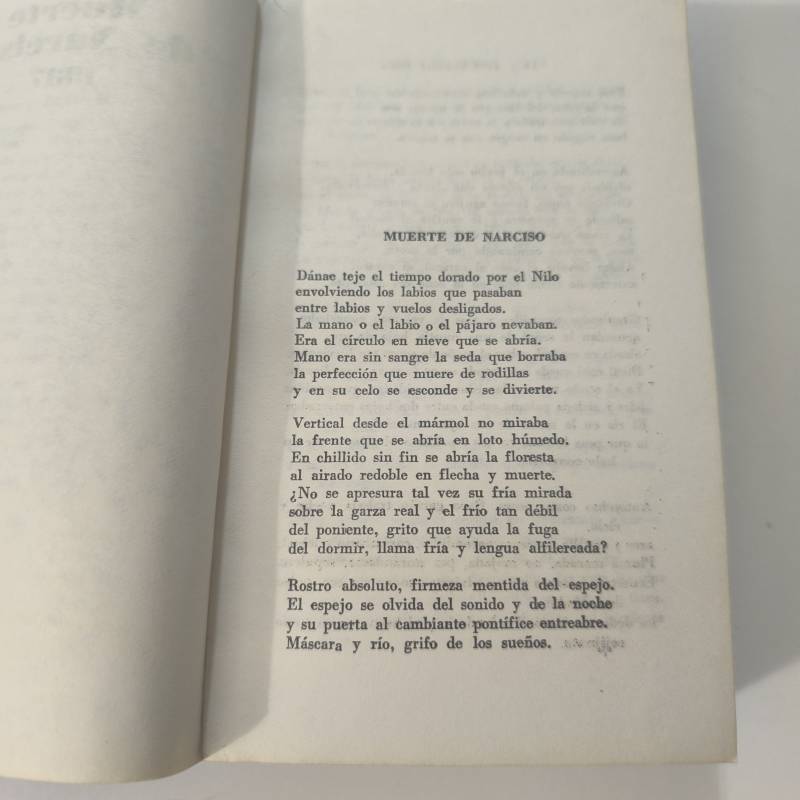 MUERTE DE NARCISO
Dánae teje el tiempo dorado por el Nilo
envolviendo los labios que pasaban
entre labios y vuelos desligados.
La mano o el labio o el pájaro nevaban.
Era el círculo en nieve que se abría.
Mano era sin sangre la seda que borraba
la perfección que muere de rodillas
y en su celo se esconde y se divierte.
Vertical desde el mármol no miraba
la frente que se abría en loto húmedo.
En chillido sin fin se abría la floresta
al airado redoble en flecha y muerte.
¿No se apresura tal vez su fría mirada
sobre la garza real y el frío tan débil
del poniente, grito que ayuda la fuga
del dormir, llama fría y lengua alfilereada?
Rostro absoluto, firmeza mentida del espejo.
El espejo se olvida del sonido y de la noche
y su puerta al cambiante pontífice entreabre.
Máscara y río, grifo de los sueños.